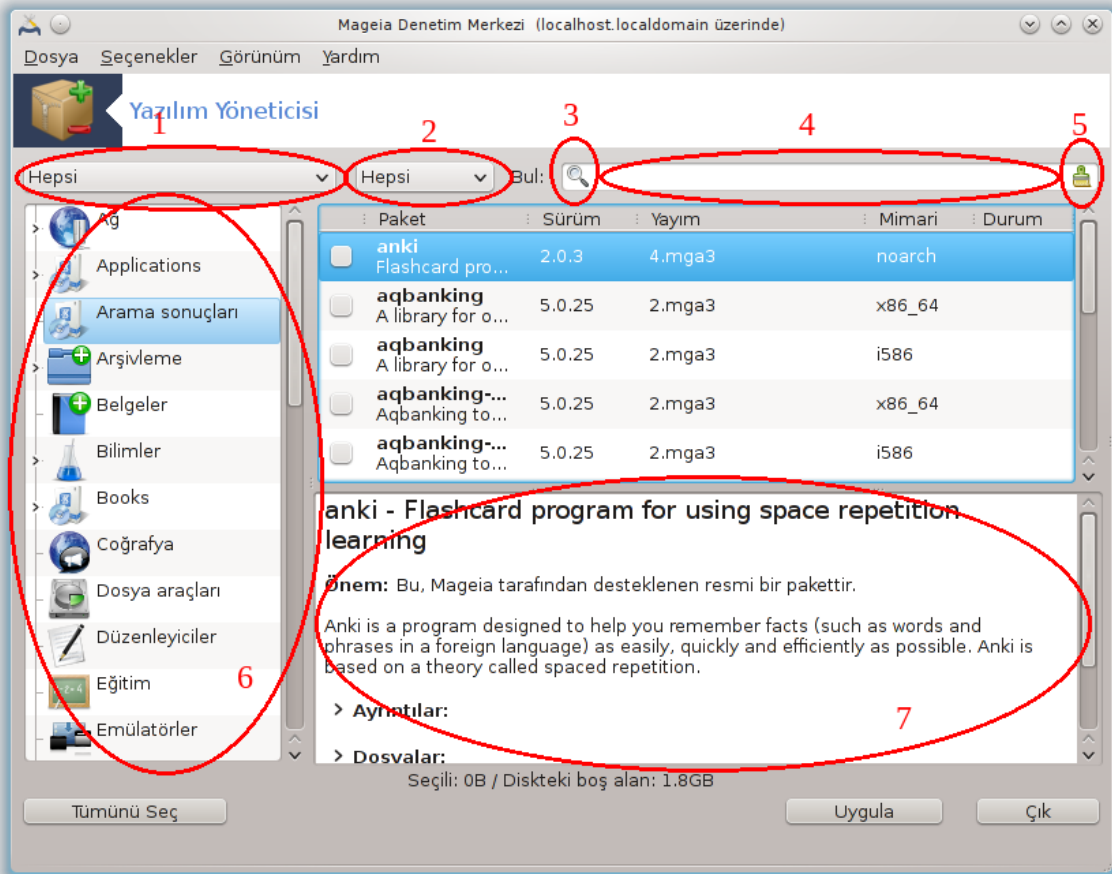 Mageia Denetim Merkezi (localhost.localdomain üzerinde)
Dosya Seçenekler Görünüm Yardım
Yazılım Yöneticisi
1 2 3 4 5
Hepsi Hepsi Bul:
Ağ
Applications
Arama sonuçları
Arşivleme
Belgeler
Bilimler
Books
Coğrafya
Dosya araçları
Düzenleyiciler
Eğitim
Emülatörler
6
Paket Sürüm Yayım Mimari Durum
anki 2.0.3 4.mga3 noarch
Flashcard pro...
aqbanking 5.0.25 2.mga3 x86_64
A library for o...
aqbanking 5.0.25 2.mga3 i586
A library for o...
aqbanking-... 5.0.25 2.mga3 x86_64
Aqbanking to...
aqbanking-... 5.0.25 2.mga3 i586
Aqbanking to...
anki - Flashcard program for using space repetition
learning
Önem: Bu, Mageia tarafından desteklenen resmi bir pakettir.
Anki is a program designed to help you remember facts (such as words and
phrases in a foreign language) as easily, quickly and efficiently as possible. Anki is
based on a theory called spaced repetition.
Ayrıntılar:
7
Dosyalar:
Seçili: 0B / Diskteki boş alan: 1.8GB
Tümünü Seç Uygula Çık